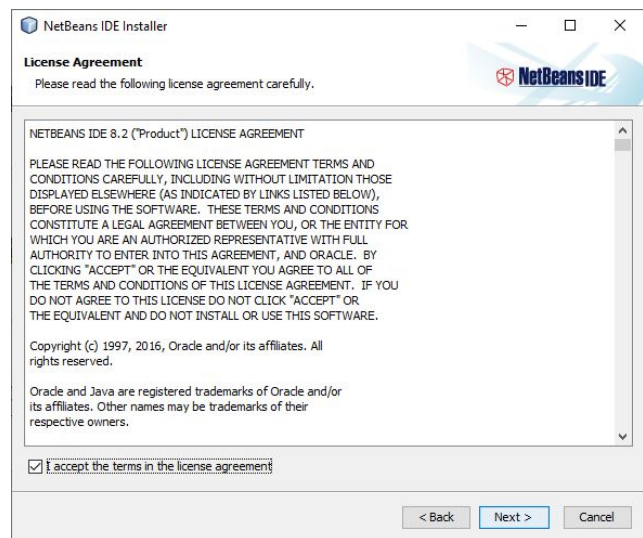 NetBeans IDE Installer
License Agreement
Please read the following license agreement carefully.
NetBeans IDE
NETBEANS IDE 8.2 ("Product") LICENSE AGREEMENT
PLEASE READ THE FOLLOWING LICENSE AGREEMENT TERMS AND
CONDITIONS CAREFULLY, INCLUDING WITHOUT LIMITATION THOSE
DISPLAYED ELSEWHERE (AS INDICATED BY LINKS LISTED BELOW),
BEFORE USING THE SOFTWARE.  THESE TERMS AND CONDITIONS
CONSTITUTE A LEGAL AGREEMENT BETWEEN YOU, OR THE ENTITY FOR
WHICH YOU ARE AN AUTHORIZED REPRESENTATIVE WITH FULL
AUTHORITY TO ENTER INTO THIS AGREEMENT, AND ORACLE.  BY
CLICKING "ACCEPT" OR THE EQUIVALENT YOU AGREE TO ALL OF
THE TERMS AND CONDITIONS OF THIS LICENSE AGREEMENT.  IF YOU
DO NOT AGREE TO THIS LICENSE DO NOT CLICK "ACCEPT" OR
THE EQUIVALENT AND DO NOT INSTALL OR USE THIS SOFTWARE.
Copyright (c) 1997, 2016, Oracle and/or its affiliates. All
rights reserved.
Oracle and Java are registered trademarks of Oracle and/or
its affiliates. Other names may be trademarks of their
respective owners.
I accept the terms in the license agreement
< Back
Next >
Cancel